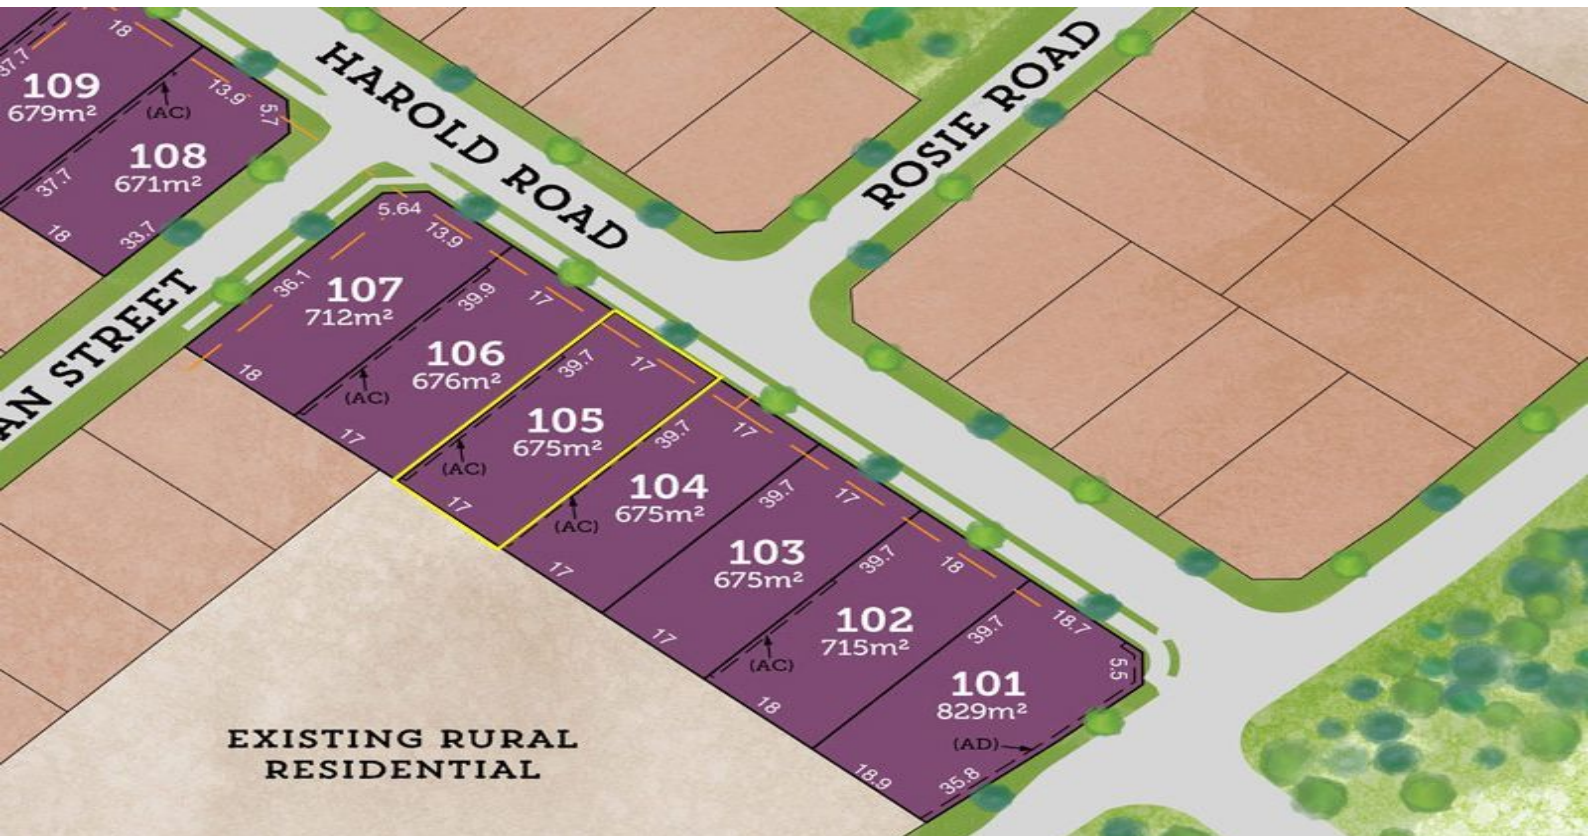 HAROLD ROAD
ROSIE ROAD
AN STREET
18
37.7
109
679m²
(AC)
13.9
5.7
108
671m²
37.7
18
33.7
5.64
13.9
36.1
107
712m²
18
39.9
17
106
676m²
(AC)
17
39.7
17
105
675m²
(AC)
17
39.7
17
104
675m²
(AC)
17
39.7
17
103
675m²
17
39.7
18
102
715m²
(AC)
18
39.7
18.7
5.5
101
829m²
(AD)
35.8
18.9
EXISTING RURAL
RESIDENTIAL